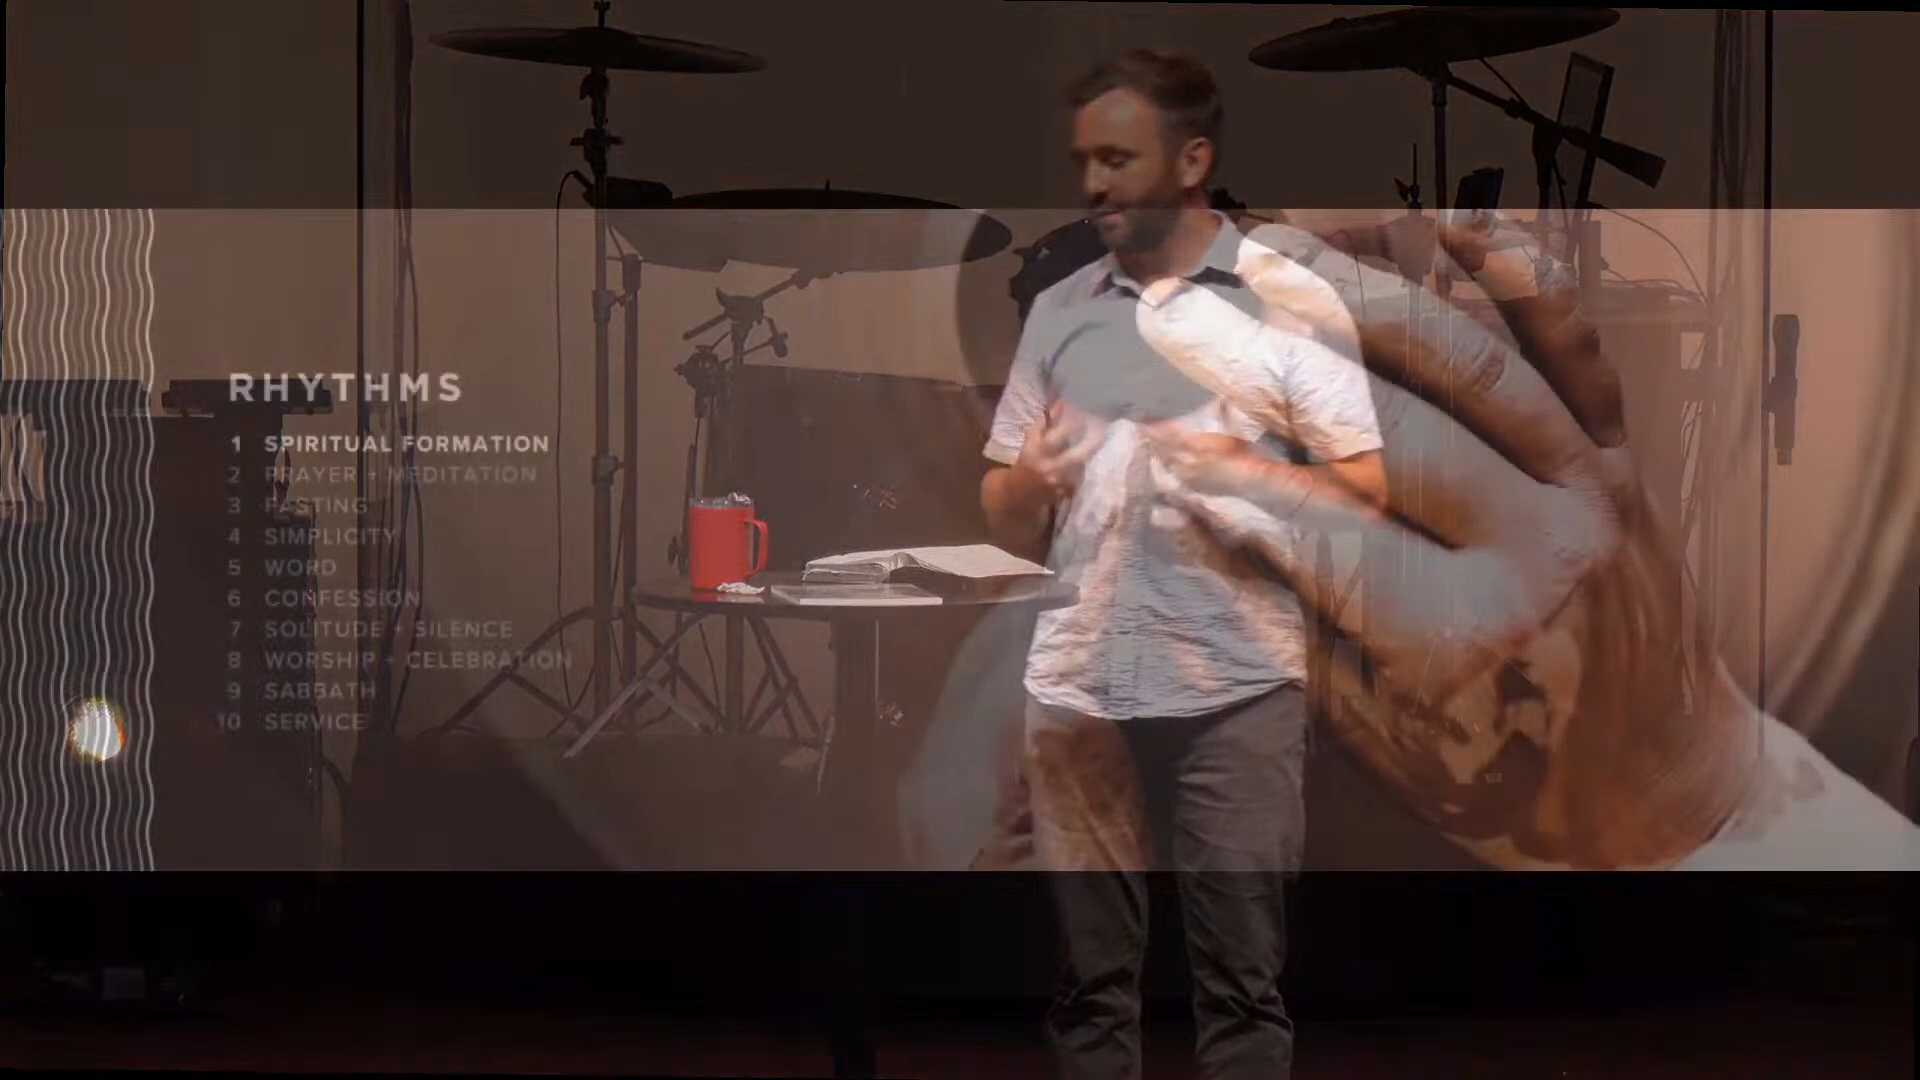 RHYTHMS
1 SPIRITUAL FORMATION
2 PRAYER + MEDITATION
3 FASTING
4 SIMPLICITY
5 WORD
6 CONFESSION
7 SOLITUDE + SILENCE
8 WORSHIP + CELEBRATION
9 SABBATH
10 SERVICE